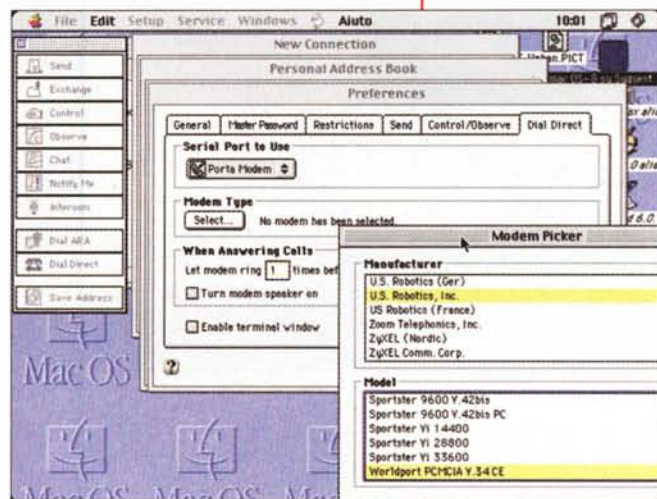 File Edit Setup Service Windows Aiuto 10:01
New Connection
Personal Address Book
Preferences
Send
Exchange
Control
Observe
Chat
Notify Me
Intercom
Dial ARA
Dial Direct
Save Address
General Master Password Restrictions Send Control/Observe Dial Direct
Serial Port to Use
Porta Modem
Modem Type
Select... No modem has been selected.
When Answering Calls
Let modem ring 1 times bef
Turn modem speaker on
Enable terminal window
?
Modem Picker
Manufacturer
U.S. Robotics (Ger)
U.S. Robotics, Inc.
US Robotics (France)
Zoom Telephonics, Inc.
ZyXEL (Nordic)
ZyXEL Comm. Corp.
Model
Sportster 9600 V.42bis
Sportster 9600 V.42bis PC
Sportster Vi 14400
Sportster Vi 28800
Sportster Vi 33600
Worldport PCMCIA V.34 CE
Mac OS
Mac OS Mac OS